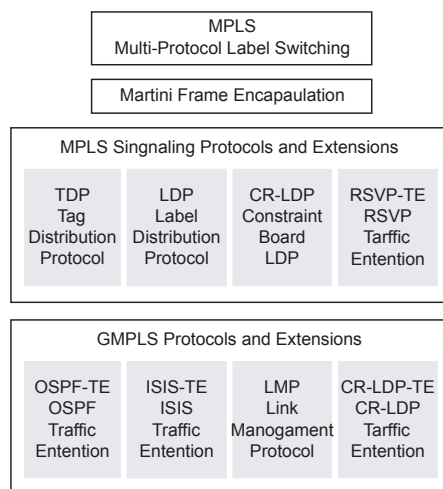 MPLS
Multi-Protocol Label Switching
Martini Frame Encapaulation
MPLS Singnaling Protocols and Extensions
TDP
Tag
Distribution
Protocol
LDP
Label
Distribution
Protocol
CR-LDP
Constraint
Board
LDP
RSVP-TE
RSVP
Tarffic
Entention
GMPLS Protocols and Extensions
OSPF-TE
OSPF
Traffic
Entention
ISIS-TE
ISIS
Traffic
Entention
LMP
Link
Managament
Protocol
CR-LDP-TE
CR-LDP
Tarffic
Entention